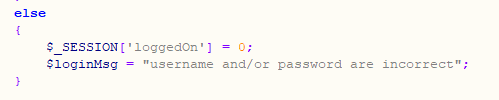 else
{
$_SESSION['loggedOn'] = 0;
$loginMsg = "username and/or password are incorrect";
}